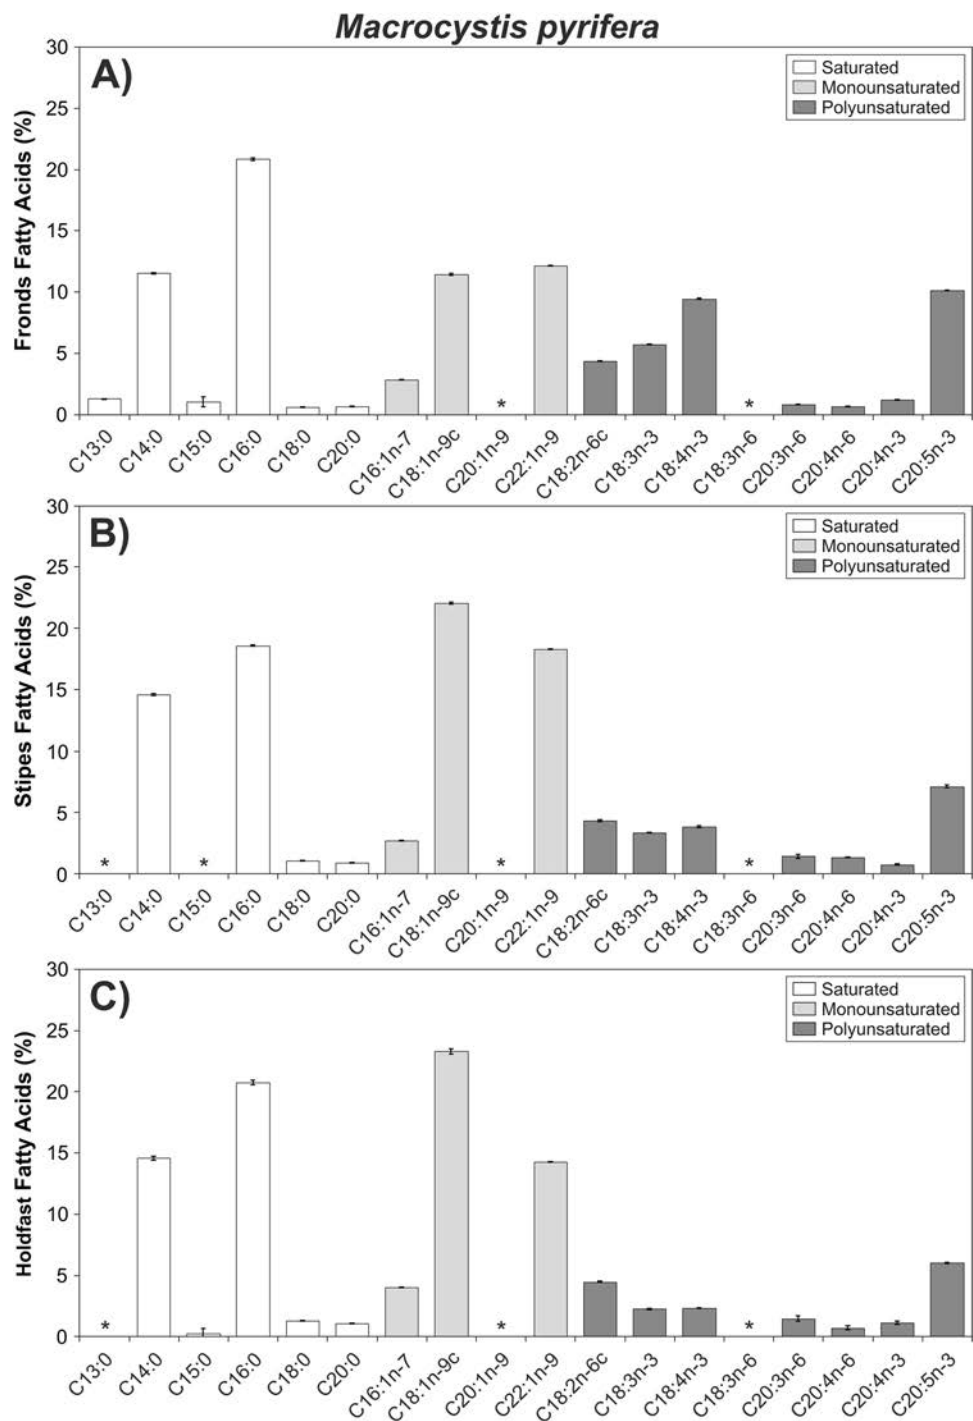 Macrocystis pyrifera
A)
Saturated
Monounsaturated
Polyunsaturated
Fronds Fatty Acids (%)
30
25
20
15
10
5
0
*
*
C13:0
C14:0
C15:0
C16:0
C18:0
C20:0
C16:1n-7
C18:1n-9c
C20:1n-9
C22:1n-9
C18:2n-6c
C18:3n-3
C18:4n-3
C18:3n-6
C20:3n-6
C20:4n-6
C20:4n-3
C20:5n-3
B)
Saturated
Monounsaturated
Polyunsaturated
Stipes Fatty Acids (%)
30
25
20
15
10
5
0
*
*
*
*
C13:0
C14:0
C15:0
C16:0
C18:0
C20:0
C16:1n-7
C18:1n-9c
C20:1n-9
C22:1n-9
C18:2n-6c
C18:3n-3
C18:4n-3
C18:3n-6
C20:3n-6
C20:4n-6
C20:4n-3
C20:5n-3
C)
Saturated
Monounsaturated
Polyunsaturated
Holdfast Fatty Acids (%)
30
25
20
15
10
5
0
*
*
*
C13:0
C14:0
C15:0
C16:0
C18:0
C20:0
C16:1n-7
C18:1n-9c
C20:1n-9
C22:1n-9
C18:2n-6c
C18:3n-3
C18:4n-3
C18:3n-6
C20:3n-6
C20:4n-6
C20:4n-3
C20:5n-3